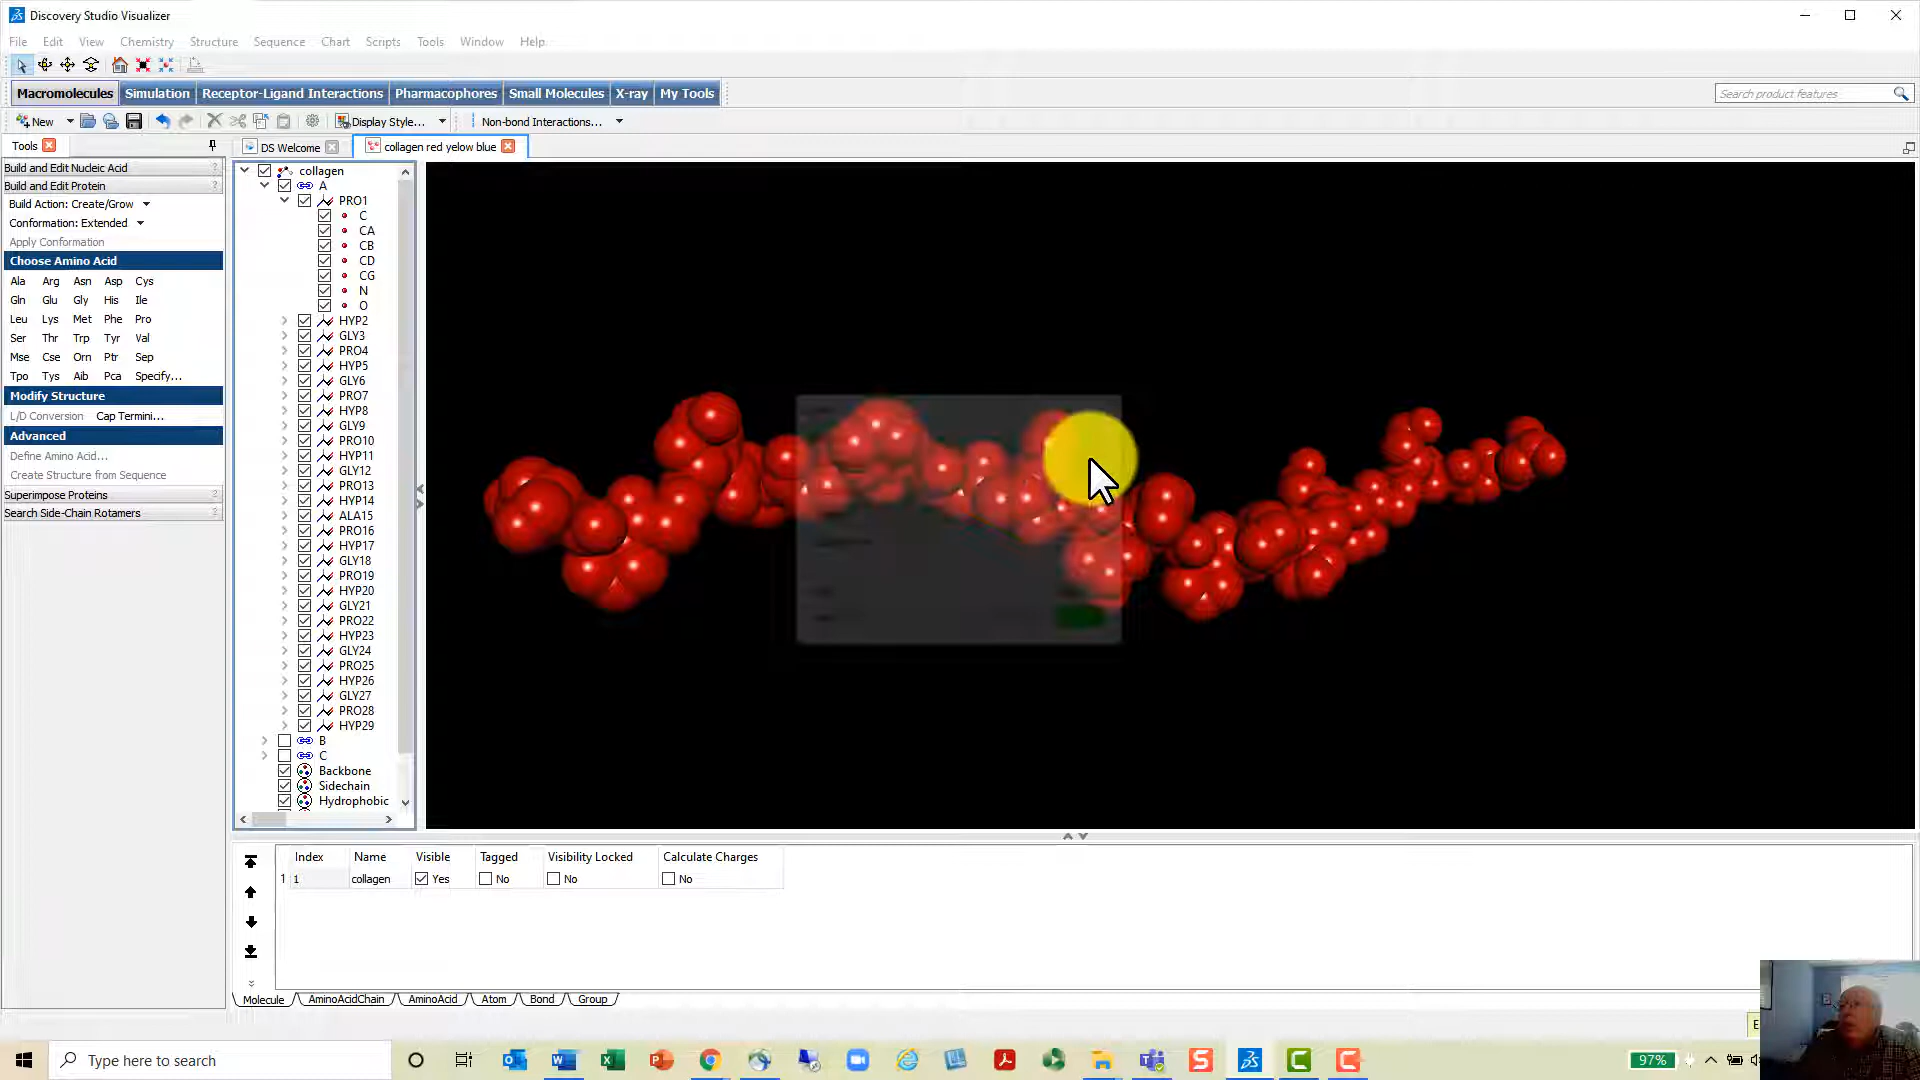 Discovery Studio Visualizer
File Edit View Chemistry Structure Sequence Chart Scripts Tools Window Help
Macromolecules Simulation Receptor-Ligand Interactions Pharmacophores Small Molecules X-ray My Tools
Search product features
New Display Style... Non-bond Interactions...
Tools
DS Welcome
collagen red yelow blue
Build and Edit Nucleic Acid
Build and Edit Protein
Build Action: Create/Grow
Conformation: Extended
Apply Conformation
Choose Amino Acid
Ala Arg Asn Asp Cys
Gln Glu Gly His Ile
Leu Lys Met Phe Pro
Ser Thr Trp Tyr Val
Mse Cse Orn Ptr Sep
Tpo Tys Aib Pca Specify...
Modify Structure
L/D Conversion Cap Termini...
Advanced
Define Amino Acid...
Create Structure from Sequence
Superimpose Proteins
Search Side-Chain Rotamers
collagen
A
PRO1
C
CA
CB
CD
CG
N
O
HYP2
GLY3
PRO4
HYP5
GLY6
PRO7
HYP8
GLY9
PRO10
HYP11
GLY12
PRO13
HYP14
ALA15
PRO16
HYP17
GLY18
PRO19
HYP20
GLY21
PRO22
HYP23
GLY24
PRO25
HYP26
GLY27
PRO28
HYP29
B
C
Backbone
Sidechain
Hydrophobic
Index Name Visible Tagged Visibility Locked Calculate Charges
1 1 collagen Yes No No No
Molecule AminoAcidChain AminoAcid Atom Bond Group
Type here to search
97%